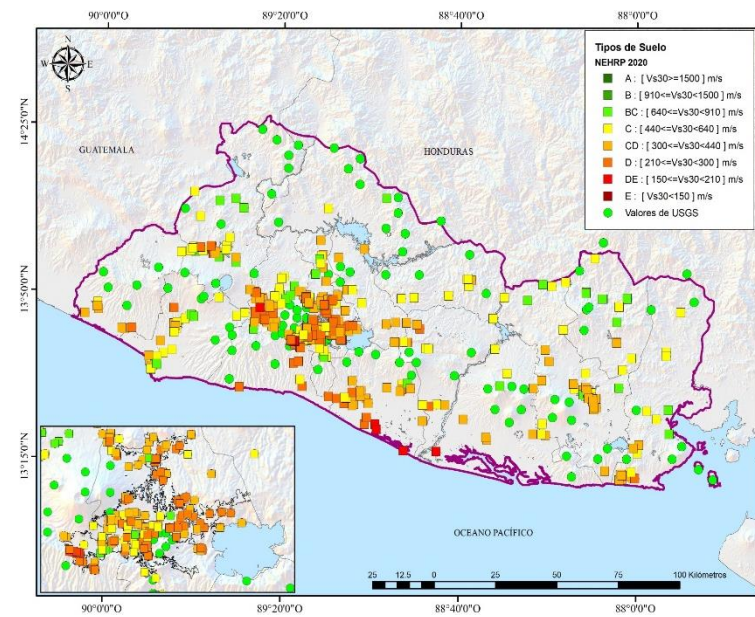 90°0'0"O 89°20'0"O 88°40'0"O 88°0'0"O
N
W E
S
14°25'0"N
13°50'0"N
13°15'0"N
GUATEMALA
HONDURAS
OCEANO PACÍFICO
Tipos de Suelo
NEHRP 2020
A : [ Vs30>=1500] m/s
B : [ 910<=Vs30<1500] m/s
BC : [ 640<=Vs30<910] m/s
C : [ 440<=Vs30<640] m/s
CD : [ 300<=Vs30<440] m/s
D : [ 210<=Vs30<300] m/s
DE : [ 150<=Vs30<210] m/s
E : [ Vs30<150 ] m/s
Valores de USGS
25 12.5 0 25 50 75 100 Kilómetros
90°0'0"O 89°20'0"O 88°40'0"O 88°0'0"O